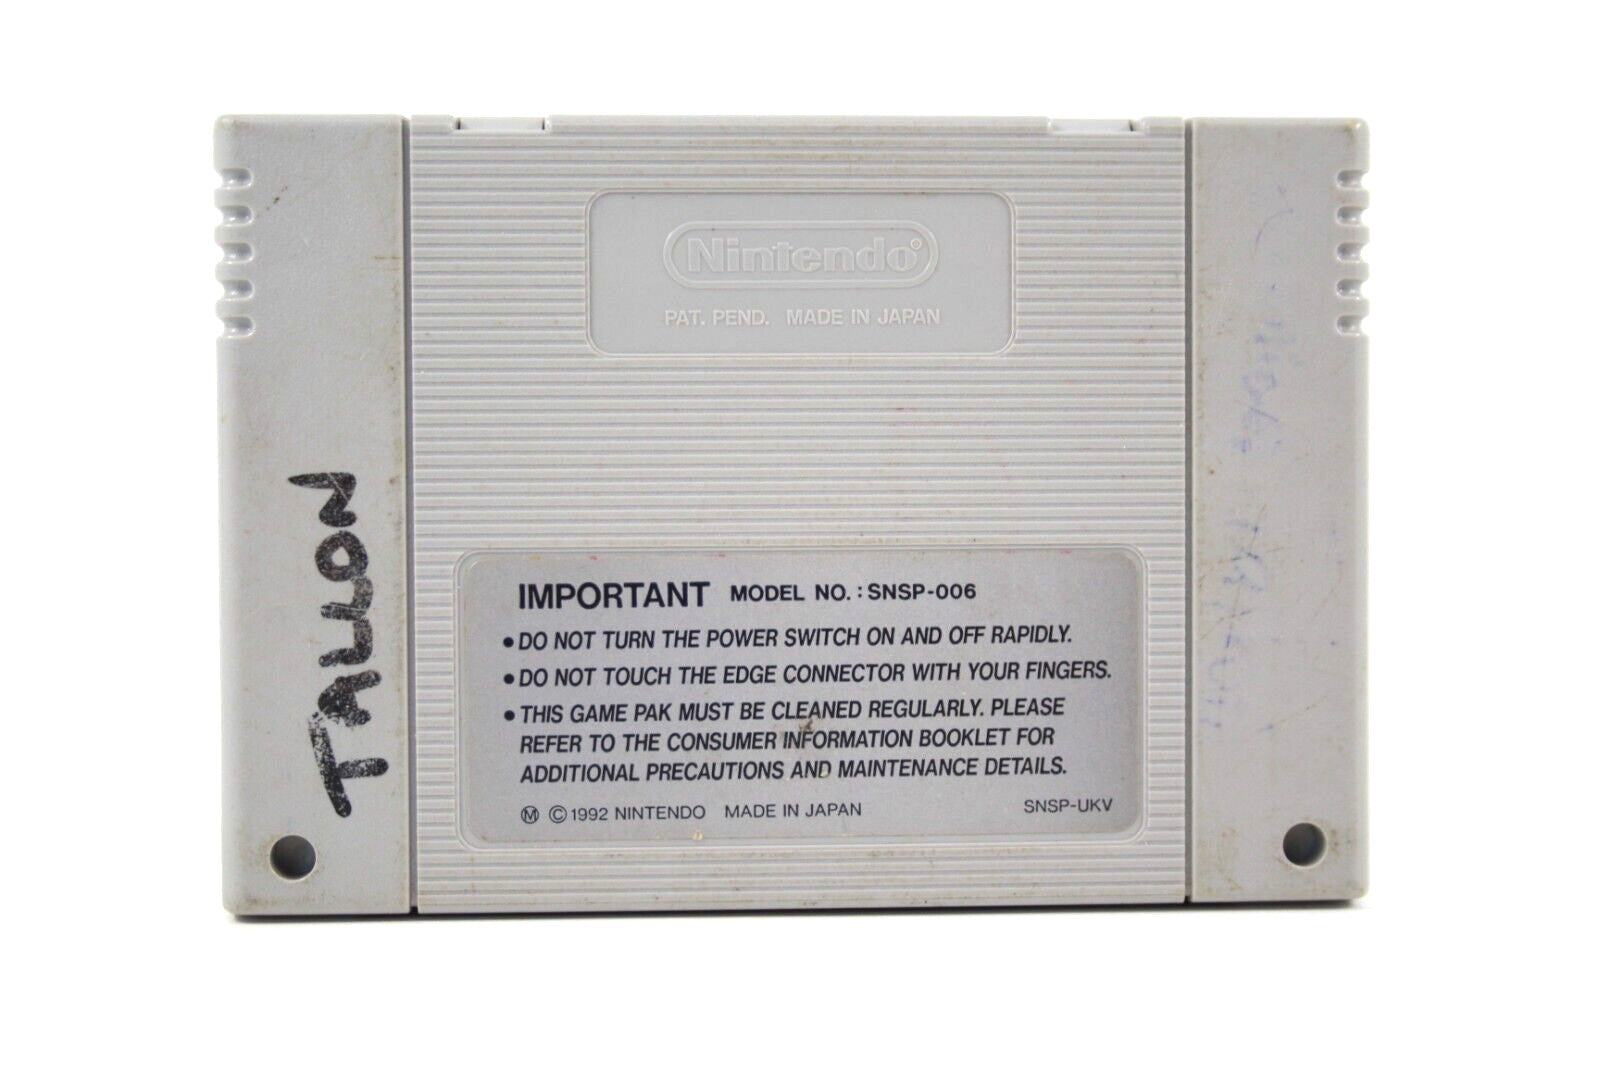 Nintendo®
PAT. PEND. MADE IN JAPAN
TALLON
IMPORTANT MODEL NO. : SNSP-006
• DO NOT TURN THE POWER SWITCH ON AND OFF RAPIDLY.
• DO NOT TOUCH THE EDGE CONNECTOR WITH YOUR FINGERS.
• THIS GAME PAK MUST BE CLEANED REGULARLY. PLEASE
REFER TO THE CONSUMER INFORMATION BOOKLET FOR
ADDITIONAL PRECAUTIONS AND MAINTENANCE DETAILS.
Ⓜ © 1992 NINTENDO MADE IN JAPAN SNSP-UKV